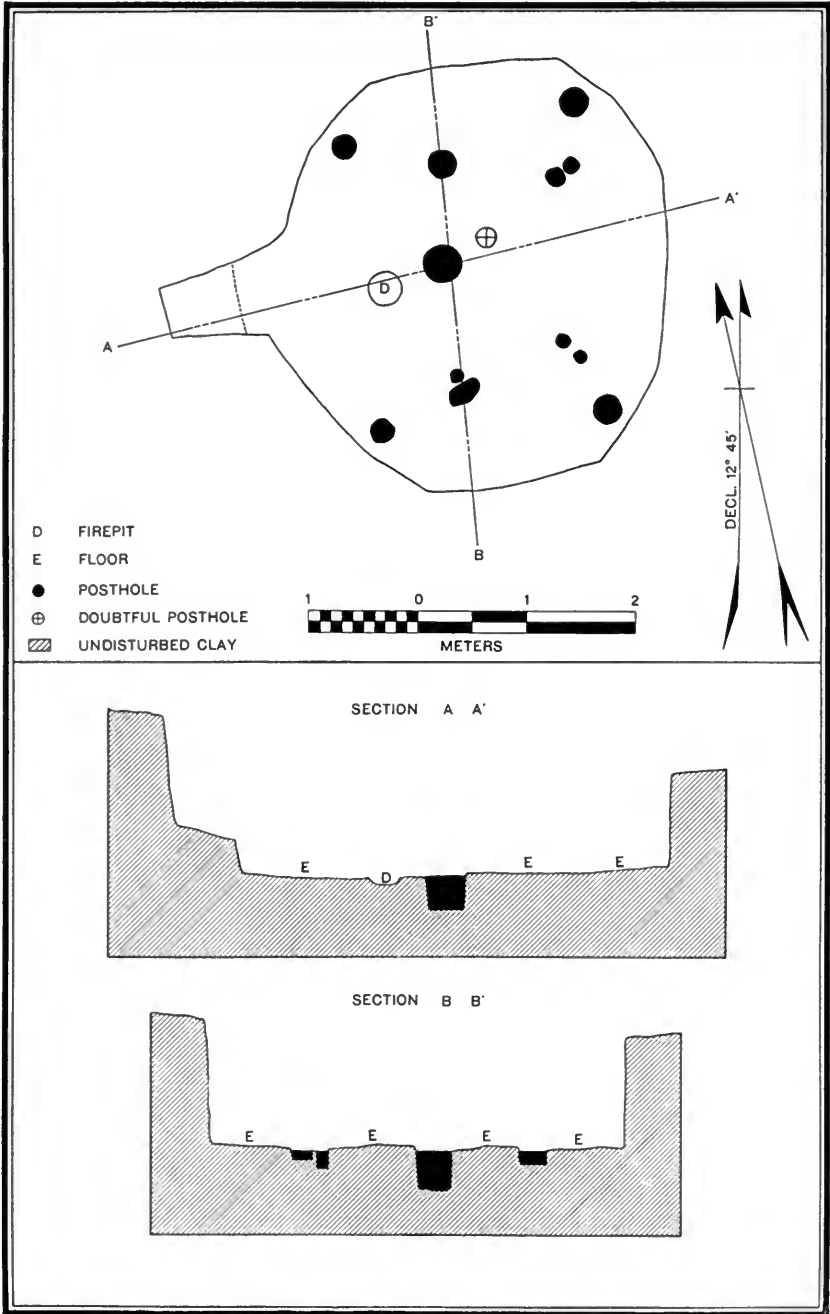 B'
A'
D
A
B
DECL. 12° 45'
D FIREPIT
E FLOOR
POSTHOLE
DOUBTFUL POSTHOLE
UNDISTURBED CLAY
1 0 1 2
METERS
SECTION A A'
E D E E
SECTION B B'
E E E E